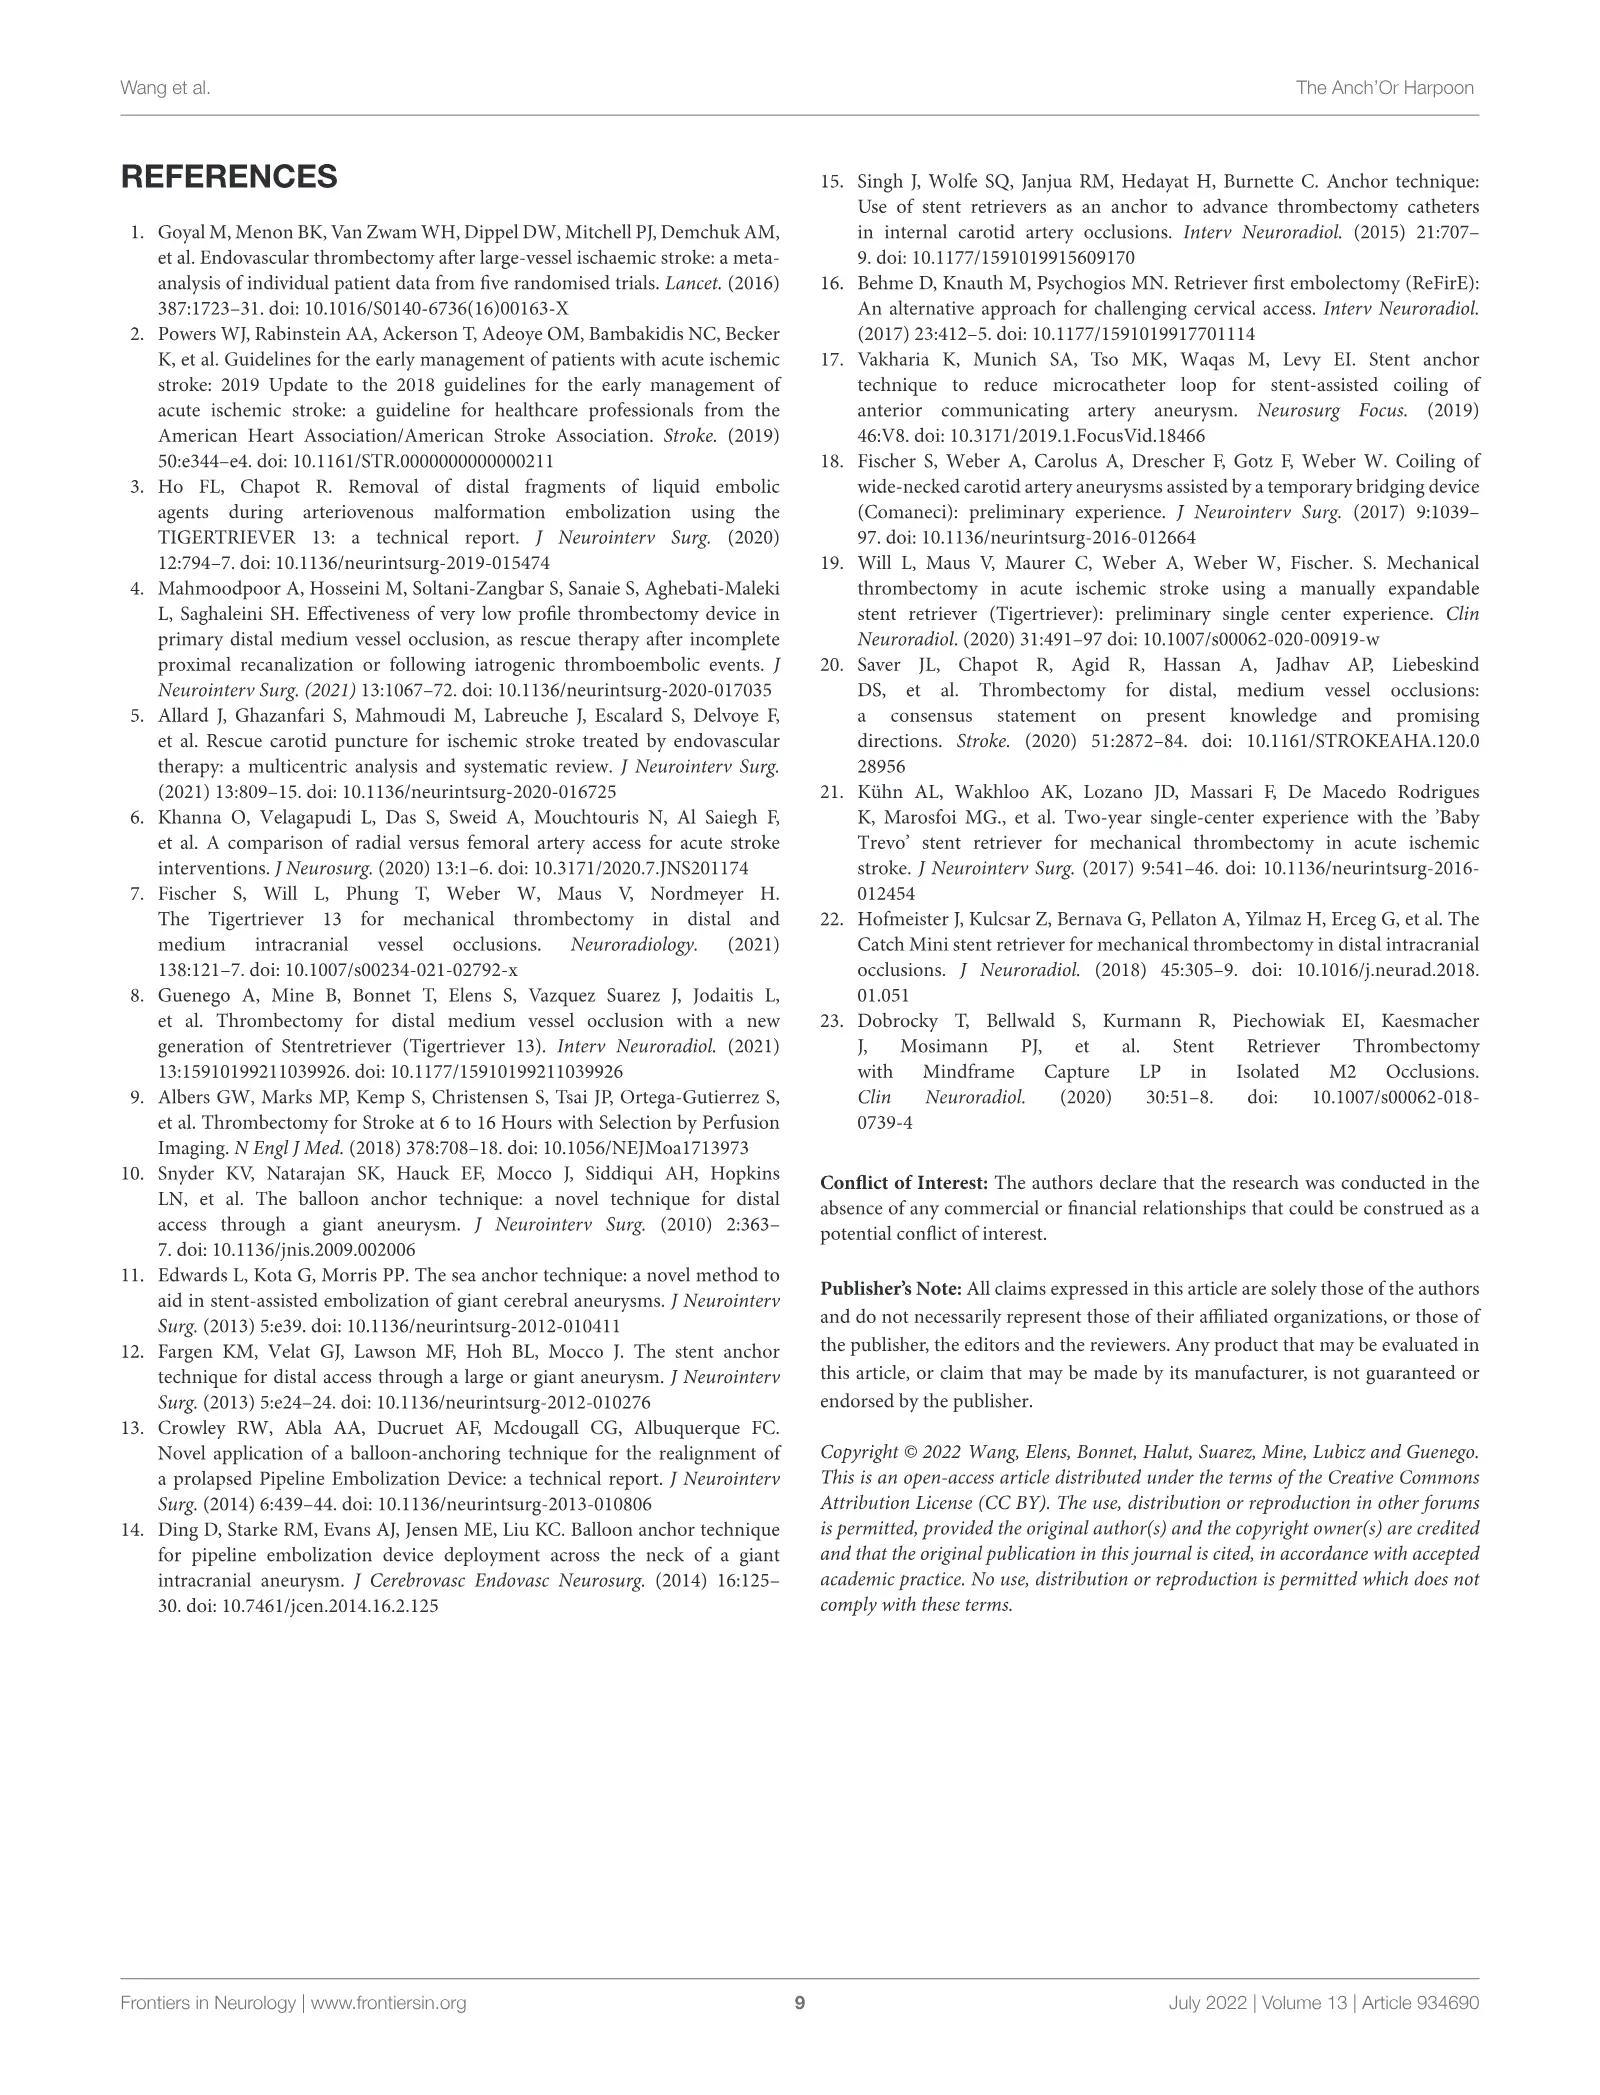 Wang et al.
The Anch'Or Harpoon
REFERENCES
1. Goyal M, Menon BK, Van Zwam WH, Dippel DW, Mitchell PJ, Demchuk AM,
et al. Endovascular thrombectomy after large-vessel ischaemic stroke: a meta-
analysis of individual patient data from five randomised trials. Lancet. (2016)
387:1723–31. doi: 10.1016/S0140-6736(16)00163-X
2. Powers WJ, Rabinstein AA, Ackerson T, Adeoye OM, Bambakidis NC, Becker
K, et al. Guidelines for the early management of patients with acute ischemic
stroke: 2019 Update to the 2018 guidelines for the early management of
acute ischemic stroke: a guideline for healthcare professionals from the
American Heart Association/American Stroke Association. Stroke. (2019)
50:e344–e4. doi: 10.1161/STR.0000000000000211
3. Ho FL, Chapot R. Removal of distal fragments of liquid embolic
agents during arteriovenous malformation embolization using the
TIGERTRIEVER 13: a technical report. J Neurointerv Surg. (2020)
12:794–7. doi: 10.1136/neurintsurg-2019-015474
4. Mahmoodpoor A, Hosseini M, Soltani-Zangbar S, Sanaie S, Aghebati-Maleki
L, Saghaleini SH. Effectiveness of very low profile thrombectomy device in
primary distal medium vessel occlusion, as rescue therapy after incomplete
proximal recanalization or following iatrogenic thromboembolic events. J
Neurointerv Surg. (2021) 13:1067–72. doi: 10.1136/neurintsurg-2020-017035
5. Allard J, Ghazanfari S, Mahmoudi M, Labreuche J, Escalard S, Delvoye F,
et al. Rescue carotid puncture for ischemic stroke treated by endovascular
therapy: a multicentric analysis and systematic review. J Neurointerv Surg.
(2021) 13:809–15. doi: 10.1136/neurintsurg-2020-016725
6. Khanna O, Velagapudi L, Das S, Sweid A, Mouchtouris N, Al Saiegh F,
et al. A comparison of radial versus femoral artery access for acute stroke
interventions. J Neurosurg. (2020) 13:1–6. doi: 10.3171/2020.7.JNS201174
7. Fischer S, Will L, Phung T, Weber W, Maus V, Nordmeyer H.
The Tigertriever 13 for mechanical thrombectomy in distal and
medium intracranial vessel occlusions. Neuroradiology. (2021)
138:121–7. doi: 10.1007/s00234-021-02792-x
8. Guenego A, Mine B, Bonnet T, Elens S, Vazquez Suarez J, Jodaitis L,
et al. Thrombectomy for distal medium vessel occlusion with a new
generation of Stentretriever (Tigertriever 13). Interv Neuroradiol. (2021)
13:15910199211039926. doi: 10.1177/15910199211039926
9. Albers GW, Marks MP, Kemp S, Christensen S, Tsai JP, Ortega-Gutierrez S,
et al. Thrombectomy for Stroke at 6 to 16 Hours with Selection by Perfusion
Imaging. N Engl J Med. (2018) 378:708–18. doi: 10.1056/NEJMoa1713973
10. Snyder KV, Natarajan SK, Hauck EF, Mocco J, Siddiqui AH, Hopkins
LN, et al. The balloon anchor technique: a novel technique for distal
access through a giant aneurysm. J Neurointerv Surg. (2010) 2:363–
7. doi: 10.1136/jnis.2009.002006
11. Edwards L, Kota G, Morris PP. The sea anchor technique: a novel method to
aid in stent-assisted embolization of giant cerebral aneurysms. J Neurointerv
Surg. (2013) 5:e39. doi: 10.1136/neurintsurg-2012-010411
12. Fargen KM, Velat GJ, Lawson MF, Hoh BL, Mocco J. The stent anchor
technique for distal access through a large or giant aneurysm. J Neurointerv
Surg. (2013) 5:e24–24. doi: 10.1136/neurintsurg-2012-010276
13. Crowley RW, Abla AA, Ducruet AF, Mcdougall CG, Albuquerque FC.
Novel application of a balloon-anchoring technique for the realignment of
a prolapsed Pipeline Embolization Device: a technical report. J Neurointerv
Surg. (2014) 6:439–44. doi: 10.1136/neurintsurg-2013-010806
14. Ding D, Starke RM, Evans AJ, Jensen ME, Liu KC. Balloon anchor technique
for pipeline embolization device deployment across the neck of a giant
intracranial aneurysm. J Cerebrovasc Endovasc Neurosurg. (2014) 16:125–
30. doi: 10.7461/jcen.2014.16.2.125
15. Singh J, Wolfe SQ, Janjua RM, Hedayat H, Burnette C. Anchor technique:
Use of stent retrievers as an anchor to advance thrombectomy catheters
in internal carotid artery occlusions. Interv Neuroradiol. (2015) 21:707–
9. doi: 10.1177/1591019915609170
16. Behme D, Knauth M, Psychogios MN. Retriever first embolectomy (ReFirE):
An alternative approach for challenging cervical access. Interv Neuroradiol.
(2017) 23:412–5. doi: 10.1177/1591019917701114
17. Vakharia K, Munich SA, Tso MK, Waqas M, Levy EI. Stent anchor
technique to reduce microcatheter loop for stent-assisted coiling of
anterior communicating artery aneurysm. Neurosurg Focus. (2019)
46:V8. doi: 10.3171/2019.1.FocusVid.18466
18. Fischer S, Weber A, Carolus A, Drescher F, Gotz F, Weber W. Coiling of
wide-necked carotid artery aneurysms assisted by a temporary bridging device
(Comaneci): preliminary experience. J Neurointerv Surg. (2017) 9:1039–
97. doi: 10.1136/neurintsurg-2016-012664
19. Will L, Maus V, Maurer C, Weber A, Weber W, Fischer. S. Mechanical
thrombectomy in acute ischemic stroke using a manually expandable
stent retriever (Tigertriever): preliminary single center experience. Clin
Neuroradiol. (2020) 31:491–97 doi: 10.1007/s00062-020-00919-w
20. Saver JL, Chapot R, Agid R, Hassan A, Jadhav AP, Liebeskind
DS, et al. Thrombectomy for distal, medium vessel occlusions:
a consensus statement on present knowledge and promising
directions. Stroke. (2020) 51:2872–84. doi: 10.1161/STROKEAHA.120.0
28956
21. Kühn AL, Wakhloo AK, Lozano JD, Massari F, De Macedo Rodrigues
K, Marosfoi MG., et al. Two-year single-center experience with the 'Baby
Trevo' stent retriever for mechanical thrombectomy in acute ischemic
stroke. J Neurointerv Surg. (2017) 9:541–46. doi: 10.1136/neurintsurg-2016-
012454
22. Hofmeister J, Kulcsar Z, Bernava G, Pellaton A, Yilmaz H, Erceg G, et al. The
Catch Mini stent retriever for mechanical thrombectomy in distal intracranial
occlusions. J Neuroradiol. (2018) 45:305–9. doi: 10.1016/j.neurad.2018.
01.051
23. Dobrocky T, Bellwald S, Kurmann R, Piechowiak EI, Kaesmacher
J, Mosimann PJ, et al. Stent Retriever Thrombectomy
with Mindframe Capture LP in Isolated M2 Occlusions.
Clin Neuroradiol. (2020) 30:51–8. doi: 10.1007/s00062-018-
0739-4
Conflict of Interest: The authors declare that the research was conducted in the
absence of any commercial or financial relationships that could be construed as a
potential conflict of interest.
Publisher's Note: All claims expressed in this article are solely those of the authors
and do not necessarily represent those of their affiliated organizations, or those of
the publisher, the editors and the reviewers. Any product that may be evaluated in
this article, or claim that may be made by its manufacturer, is not guaranteed or
endorsed by the publisher.
Copyright © 2022 Wang, Elens, Bonnet, Halut, Suarez, Mine, Lubicz and Guenego.
This is an open-access article distributed under the terms of the Creative Commons
Attribution License (CC BY). The use, distribution or reproduction in other forums
is permitted, provided the original author(s) and the copyright owner(s) are credited
and that the original publication in this journal is cited, in accordance with accepted
academic practice. No use, distribution or reproduction is permitted which does not
comply with these terms.
Frontiers in Neurology | www.frontiersin.org
9
July 2022 | Volume 13 | Article 934690